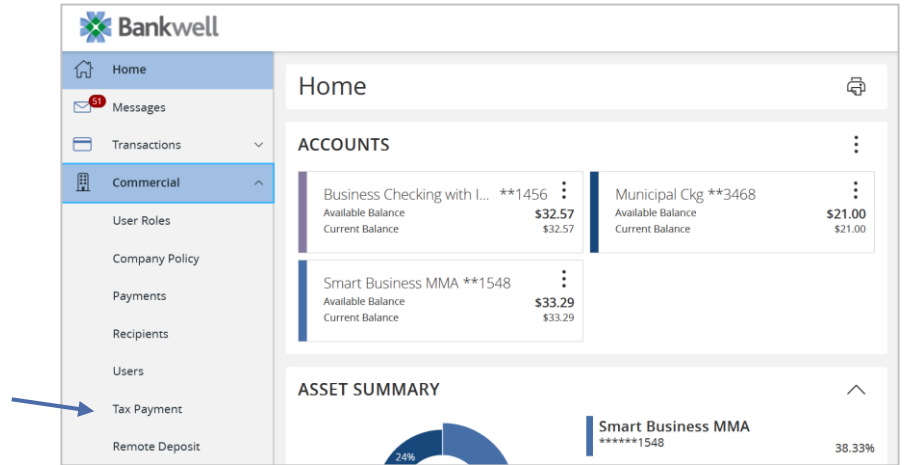 Bankwell
Home
51
Messages
Transactions
Commercial
User Roles
Company Policy
Payments
Recipients
Users
Tax Payment
Remote Deposit
Home
ACCOUNTS
Business Checking with I... **1456
Available Balance $32.57
Current Balance $32.57
Municipal Ckg **3468
Available Balance $21.00
Current Balance $21.00
Smart Business MMA **1548
Available Balance $33.29
Current Balance $33.29
ASSET SUMMARY
24%
Smart Business MMA
******1548 38.33%